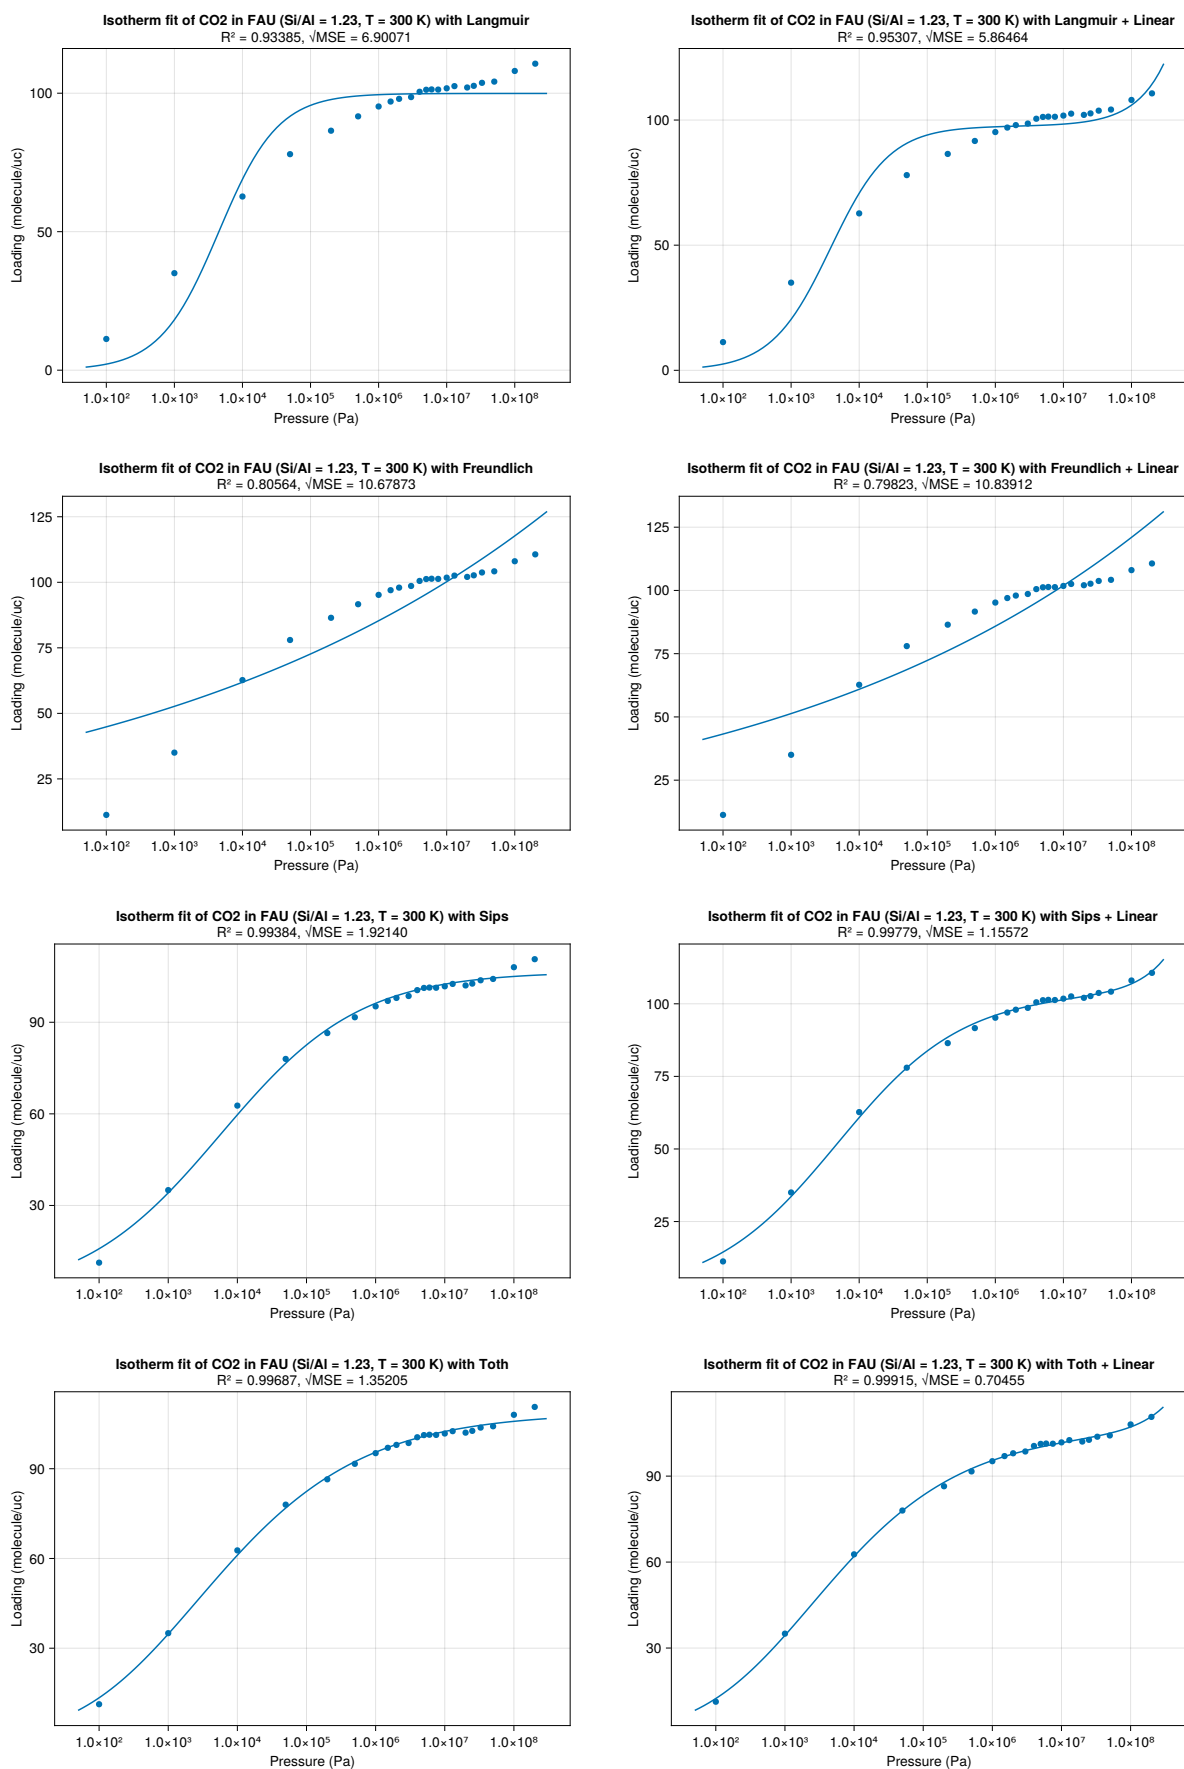 Isotherm fit of CO2 in FAU (Si/Al = 1.23, T = 300 K) with Langmuir
R² = 0.93385, √MSE = 6.90071
100
50
0
Loading (molecule/uc)
1.0×10² 1.0×10³ 1.0×10⁴ 1.0×10⁵ 1.0×10⁶ 1.0×10⁷ 1.0×10⁸
Pressure (Pa)
Isotherm fit of CO2 in FAU (Si/Al = 1.23, T = 300 K) with Langmuir + Linear
R² = 0.95307, √MSE = 5.86464
100
50
0
Loading (molecule/uc)
1.0×10² 1.0×10³ 1.0×10⁴ 1.0×10⁵ 1.0×10⁶ 1.0×10⁷ 1.0×10⁸
Pressure (Pa)
Isotherm fit of CO2 in FAU (Si/Al = 1.23, T = 300 K) with Freundlich
R² = 0.80564, √MSE = 10.67873
125
100
75
50
25
Loading (molecule/uc)
1.0×10² 1.0×10³ 1.0×10⁴ 1.0×10⁵ 1.0×10⁶ 1.0×10⁷ 1.0×10⁸
Pressure (Pa)
Isotherm fit of CO2 in FAU (Si/Al = 1.23, T = 300 K) with Freundlich + Linear
R² = 0.79823, √MSE = 10.83912
125
100
75
50
25
Loading (molecule/uc)
1.0×10² 1.0×10³ 1.0×10⁴ 1.0×10⁵ 1.0×10⁶ 1.0×10⁷ 1.0×10⁸
Pressure (Pa)
Isotherm fit of CO2 in FAU (Si/Al = 1.23, T = 300 K) with Sips
R² = 0.99384, √MSE = 1.92140
90
60
30
Loading (molecule/uc)
1.0×10² 1.0×10³ 1.0×10⁴ 1.0×10⁵ 1.0×10⁶ 1.0×10⁷ 1.0×10⁸
Pressure (Pa)
Isotherm fit of CO2 in FAU (Si/Al = 1.23, T = 300 K) with Sips + Linear
R² = 0.99779, √MSE = 1.15572
100
75
50
25
Loading (molecule/uc)
1.0×10² 1.0×10³ 1.0×10⁴ 1.0×10⁵ 1.0×10⁶ 1.0×10⁷ 1.0×10⁸
Pressure (Pa)
Isotherm fit of CO2 in FAU (Si/Al = 1.23, T = 300 K) with Toth
R² = 0.99687, √MSE = 1.35205
90
60
30
Loading (molecule/uc)
1.0×10² 1.0×10³ 1.0×10⁴ 1.0×10⁵ 1.0×10⁶ 1.0×10⁷ 1.0×10⁸
Pressure (Pa)
Isotherm fit of CO2 in FAU (Si/Al = 1.23, T = 300 K) with Toth + Linear
R² = 0.99915, √MSE = 0.70455
90
60
30
Loading (molecule/uc)
1.0×10² 1.0×10³ 1.0×10⁴ 1.0×10⁵ 1.0×10⁶ 1.0×10⁷ 1.0×10⁸
Pressure (Pa)